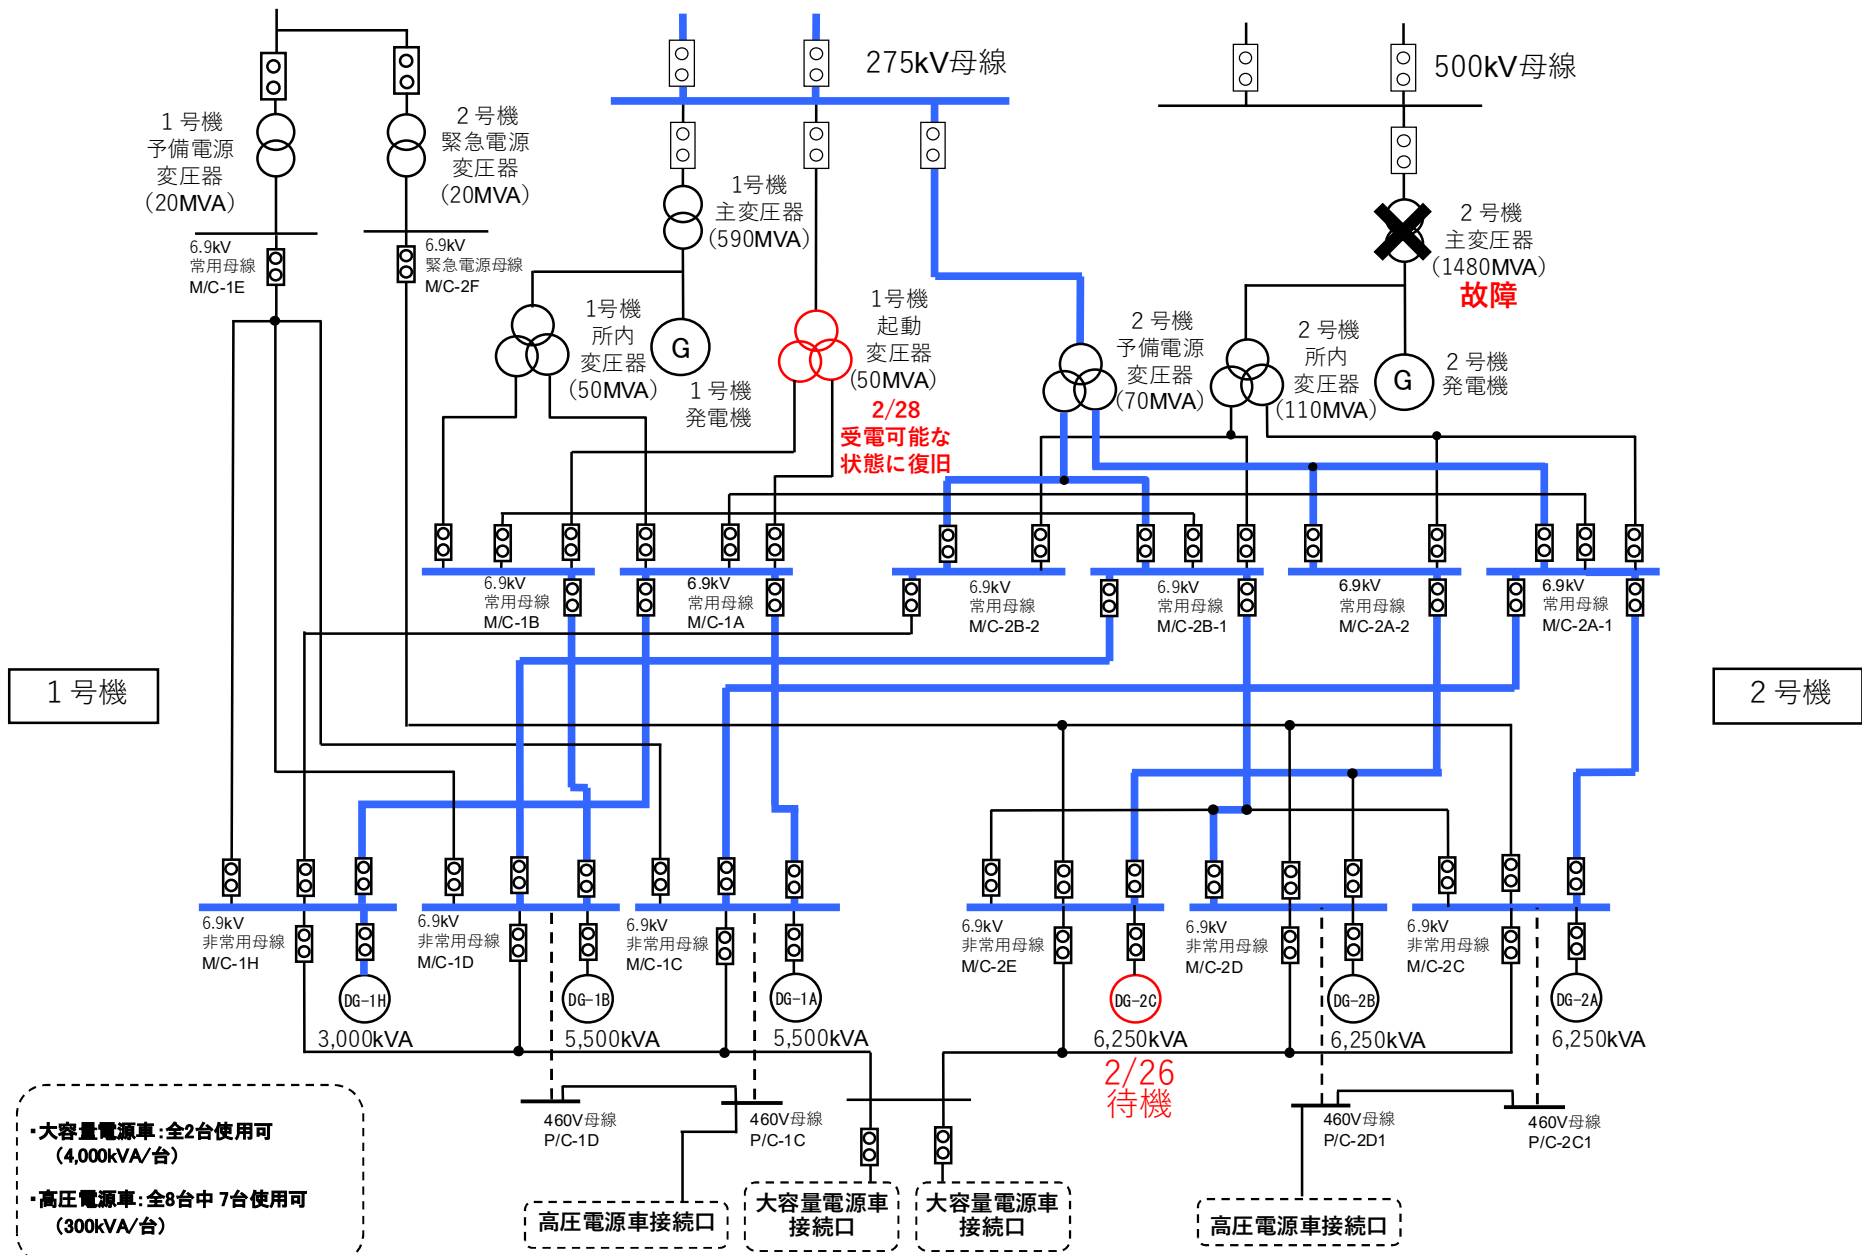 275kV母線
500kV母線
1号機
予備電源
変圧器
(20MVA)
2号機
緊急電源
変圧器
(20MVA)
1号機
主変圧器
(590MVA)
2号機
主変圧器
(1480MVA)
故障
6.9kV
常用母線
M/C-1E
6.9kV
緊急電源母線
M/C-2F
1号機
所内
変圧器
(50MVA)
G
1号機
発電機
1号機
起動
変圧器
(50MVA)
2/28
受電可能な
状態に復旧
2号機
予備電源
変圧器
(70MVA)
2号機
所内
変圧器
(110MVA)
G
2号機
発電機
6.9kV
常用母線
M/C-1B
6.9kV
常用母線
M/C-1A
6.9kV
常用母線
M/C-2B-2
6.9kV
常用母線
M/C-2B-1
6.9kV
常用母線
M/C-2A-2
6.9kV
常用母線
M/C-2A-1
1号機
2号機
6.9kV
非常用母線
M/C-1H
6.9kV
非常用母線
M/C-1D
6.9kV
非常用母線
M/C-1C
6.9kV
非常用母線
M/C-2E
6.9kV
非常用母線
M/C-2D
6.9kV
非常用母線
M/C-2C
DG-1H
3,000kVA
DG-1B
5,500kVA
DG-1A
5,500kVA
DG-2C
6,250kVA
2/26
待機
DG-2B
6,250kVA
DG-2A
6,250kVA
460V母線
P/C-1D
460V母線
P/C-1C
460V母線
P/C-2D1
460V母線
P/C-2C1
・大容量電源車:全2台使用可
(4,000kVA/台)
・高圧電源車:全8台中 7台使用可
(300kVA/台)
高圧電源車接続口
大容量電源車
接続口
大容量電源車
接続口
高圧電源車接続口